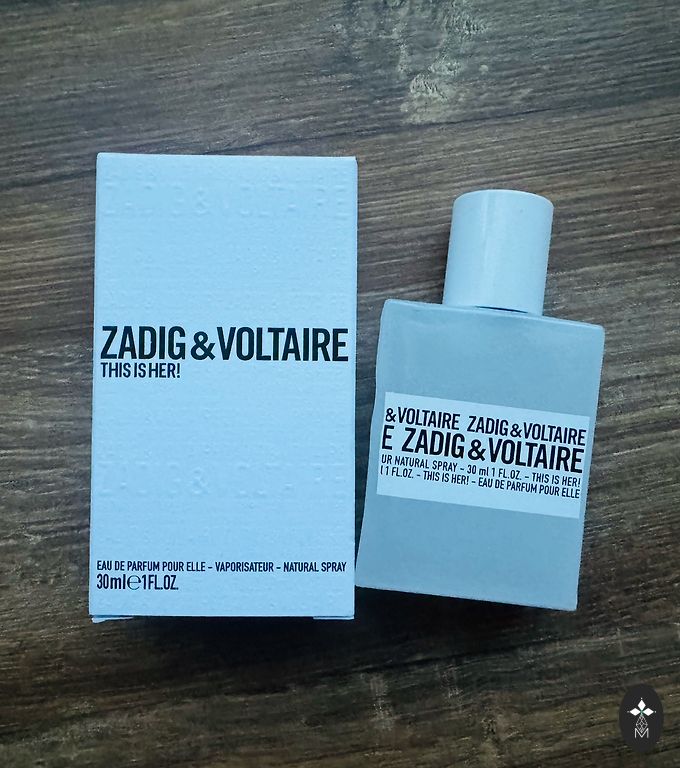 ZADIG & VOLTAIRE
ZADIG&VOLTAIRE
THIS IS HER!
EAU DE PARFUM POUR ELLE – VAPORISATEUR – NATURAL SPRAY
30ml℮1FL.OZ.
&VOLTAIRE ZADIG&VOLTAIRE
E ZADIG&VOLTAIRE
UR NATURAL SPRAY – 30 ml 1 FL.OZ. – THIS IS HER!
l 1 FL.OZ. – THIS IS HER! – EAU DE PARFUM POUR ELLE
M